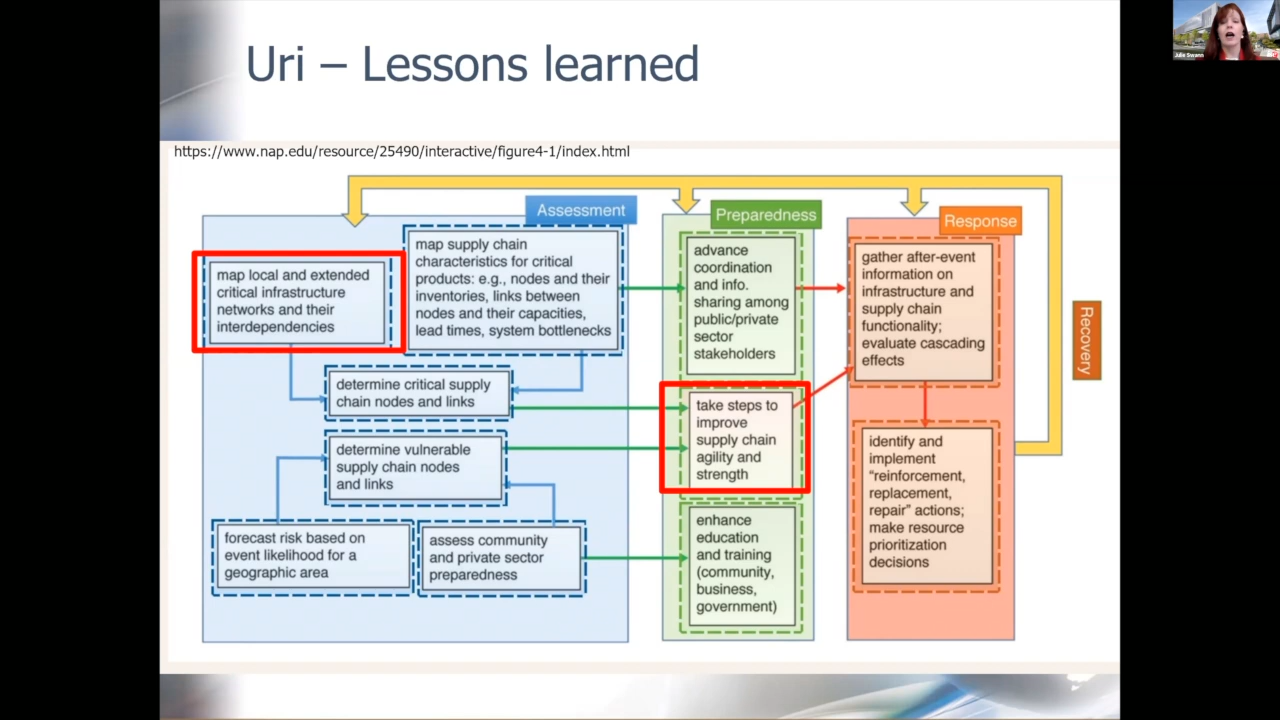 Uri – Lessons learned
https://www.nap.edu/resource/25490/interactive/figure4-1/index.html
Assessment
map local and extended
critical infrastructure
networks and their
interdependencies
map supply chain
characteristics for critical
products: e.g., nodes and their
inventories, links between
nodes and their capacities,
lead times, system bottlenecks
determine critical supply
chain nodes and links
determine vulnerable
supply chain nodes
and links
forecast risk based on
event likelihood for a
geographic area
assess community
and private sector
preparedness
Preparedness
advance
coordination
and info.
sharing among
public/private
sector
stakeholders
take steps to
improve
supply chain
agility and
strength
enhance
education
and training
(community,
business,
government)
Response
gather after-event
information on
infrastructure and
supply chain
functionality;
evaluate cascading
effects
identify and
implement
“reinforcement,
replacement,
repair” actions;
make resource
prioritization
decisions
Recovery
Julie Swann